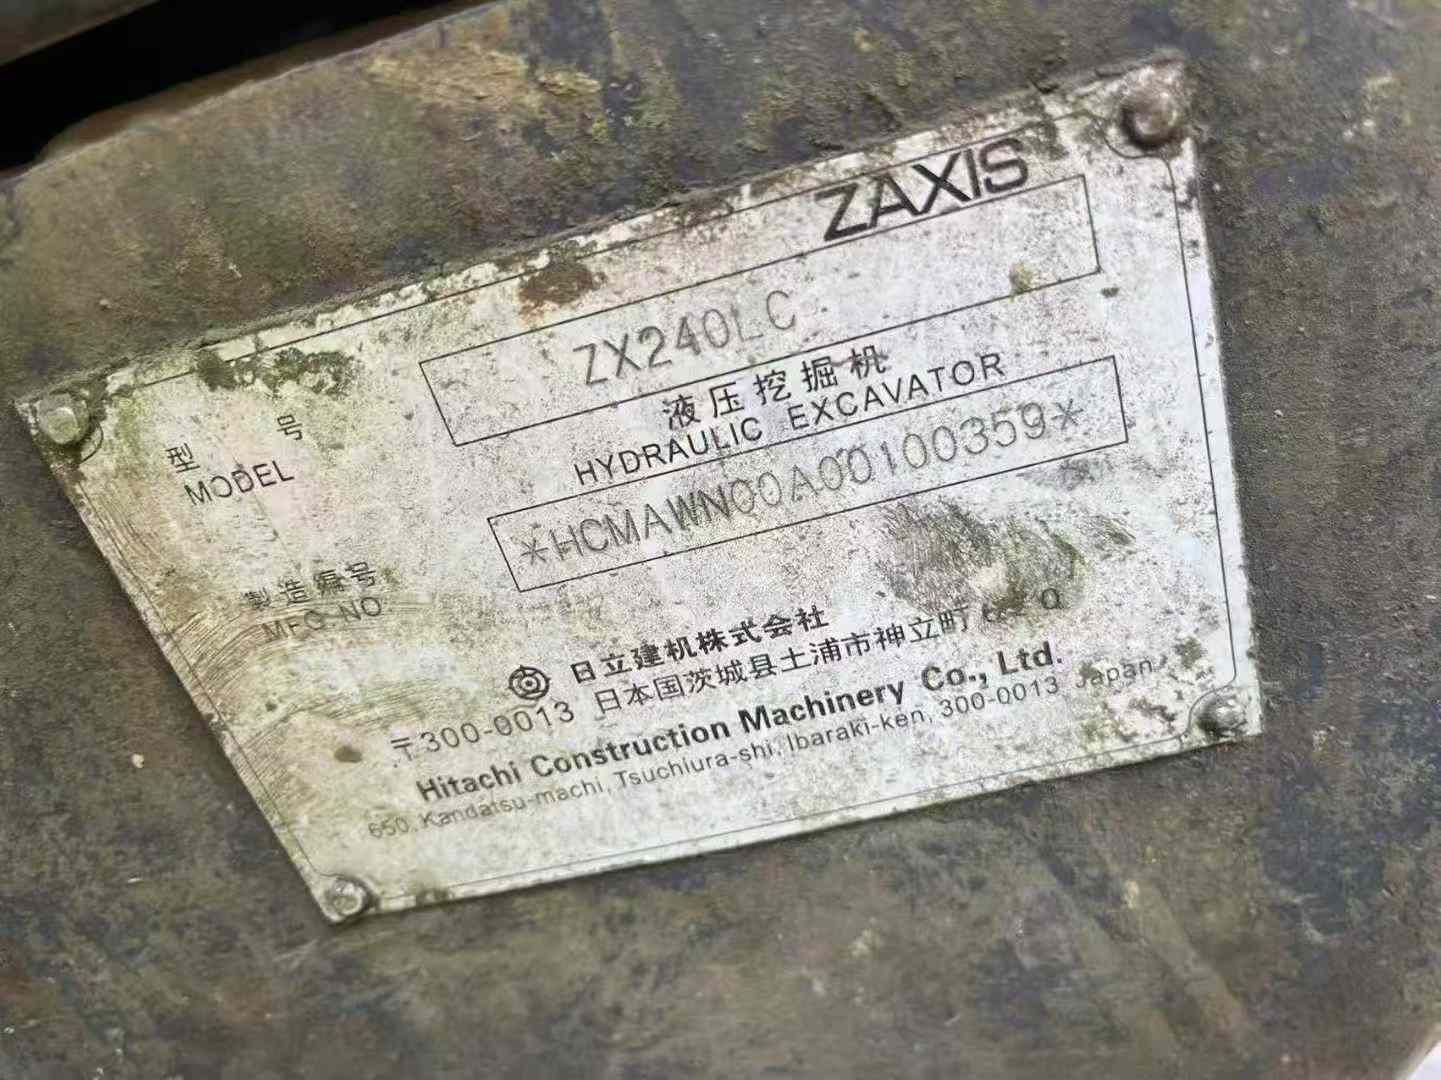 ZAXIS
型 号
MODEL
ZX240LC
液压挖掘机
HYDRAULIC EXCAVATOR
製造编号
MFG NO
*HCMAWN00A00100359*
日立建机株式会社
〒300-0013 日本国茨城县土浦市神立町
Hitachi Construction Machinery Co., Ltd.
650, Kandatsu-machi, Tsuchiura-shi, Ibaraki-ken, 300-0013 Japan